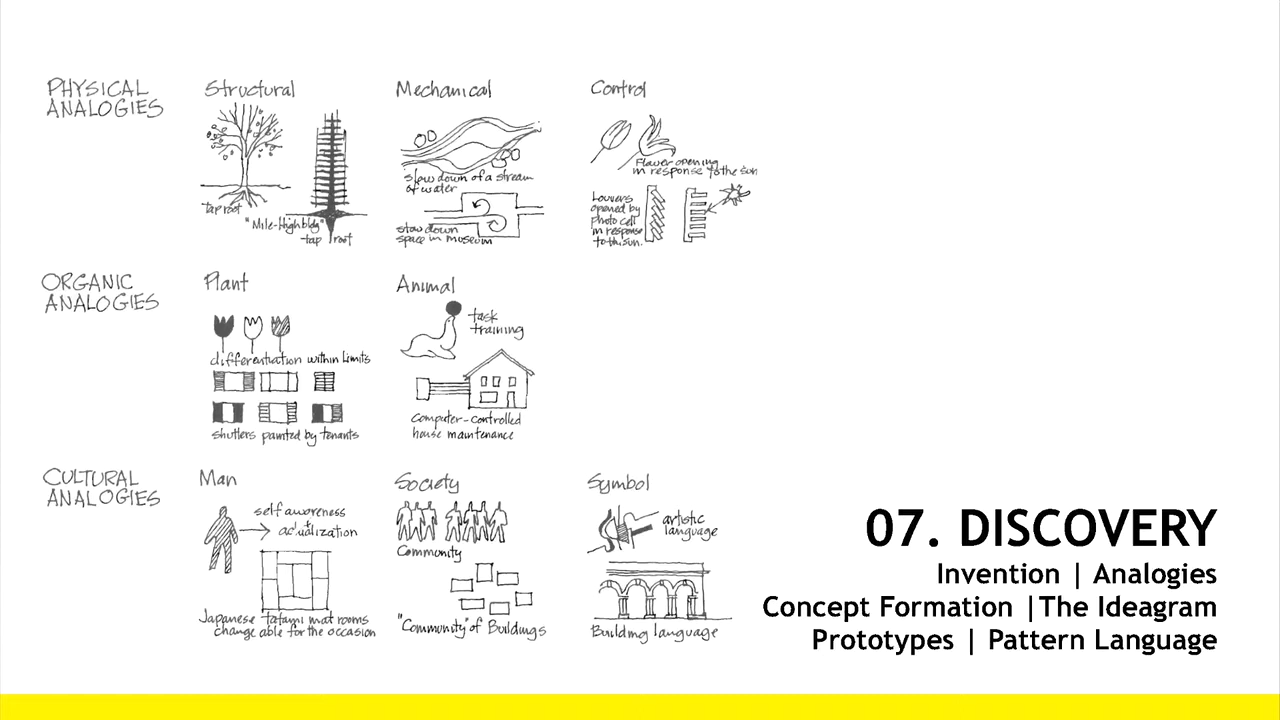 PHYSICAL
ANALOGIES
Structural
tap root
"Mile-High bldg"
tap root
Mechanical
slow down of a stream
of water
slow down
space in museum
Control
Flower opening
in response to the sun
Louvers
opened by
photo cell
in response
to the sun.
ORGANIC
ANALOGIES
Plant
differentiation within limits
shutters painted by tenants
Animal
task
training
computer-controlled
house maintenance
CULTURAL
ANALOGIES
Man
self awareness
actualization
Japanese tatami mat rooms
changeable for the occasion
Society
Community
"Community" of Buildings
Symbol
artistic
language
Building language
07. DISCOVERY
Invention | Analogies
Concept Formation |The Ideagram
Prototypes | Pattern Language